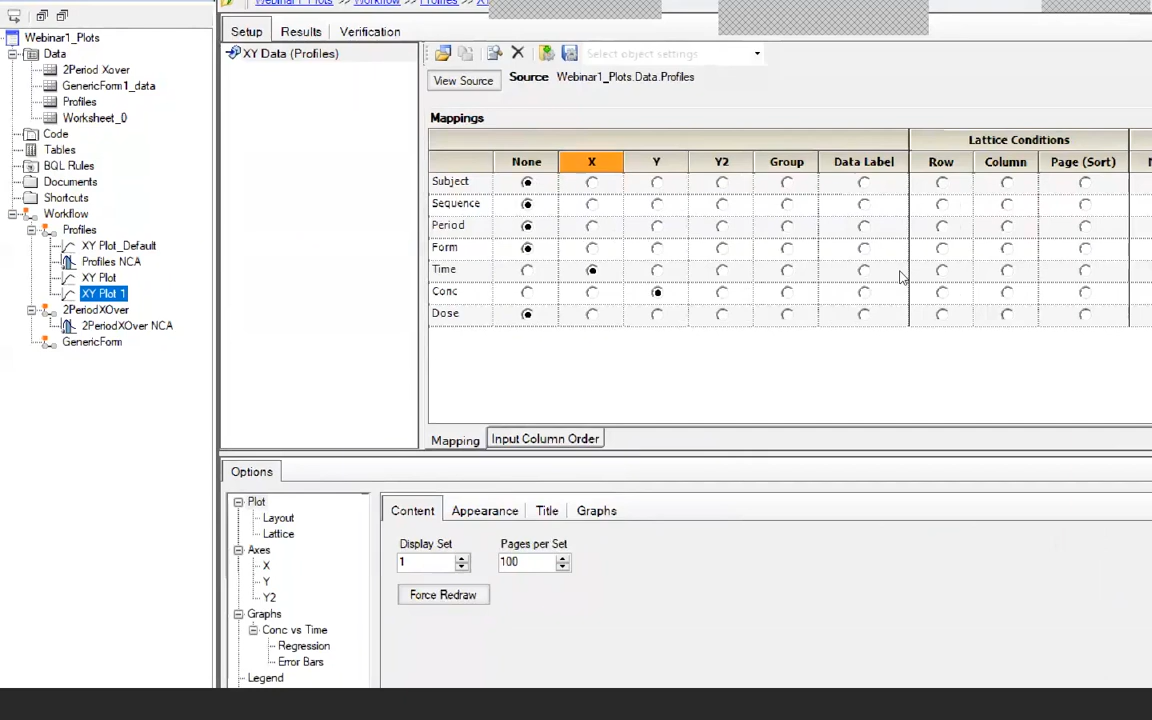 Webinar1_Plots >> Workflow >> Profiles >>
Setup
Results
Verification
Webinar1_Plots
Data
2Period Xover
GenericForm1_data
Profiles
Worksheet_0
Code
Tables
BQL Rules
Documents
Shortcuts
Workflow
Profiles
XY Plot_Default
Profiles NCA
XY Plot
XY Plot 1
2PeriodXOver
2PeriodXOver NCA
GenericForm
XY Data (Profiles)
Select object settings
View Source
Source Webinar1_Plots.Data.Profiles
Mappings
Lattice Conditions
None X Y Y2 Group Data Label Row Column Page (Sort)
Subject
Sequence
Period
Form
Time
Conc
Dose
Mapping
Input Column Order
Options
Plot
Layout
Lattice
Axes
X
Y
Y2
Graphs
Conc vs Time
Regression
Error Bars
Legend
Content
Appearance
Title
Graphs
Display Set
1
Pages per Set
100
Force Redraw